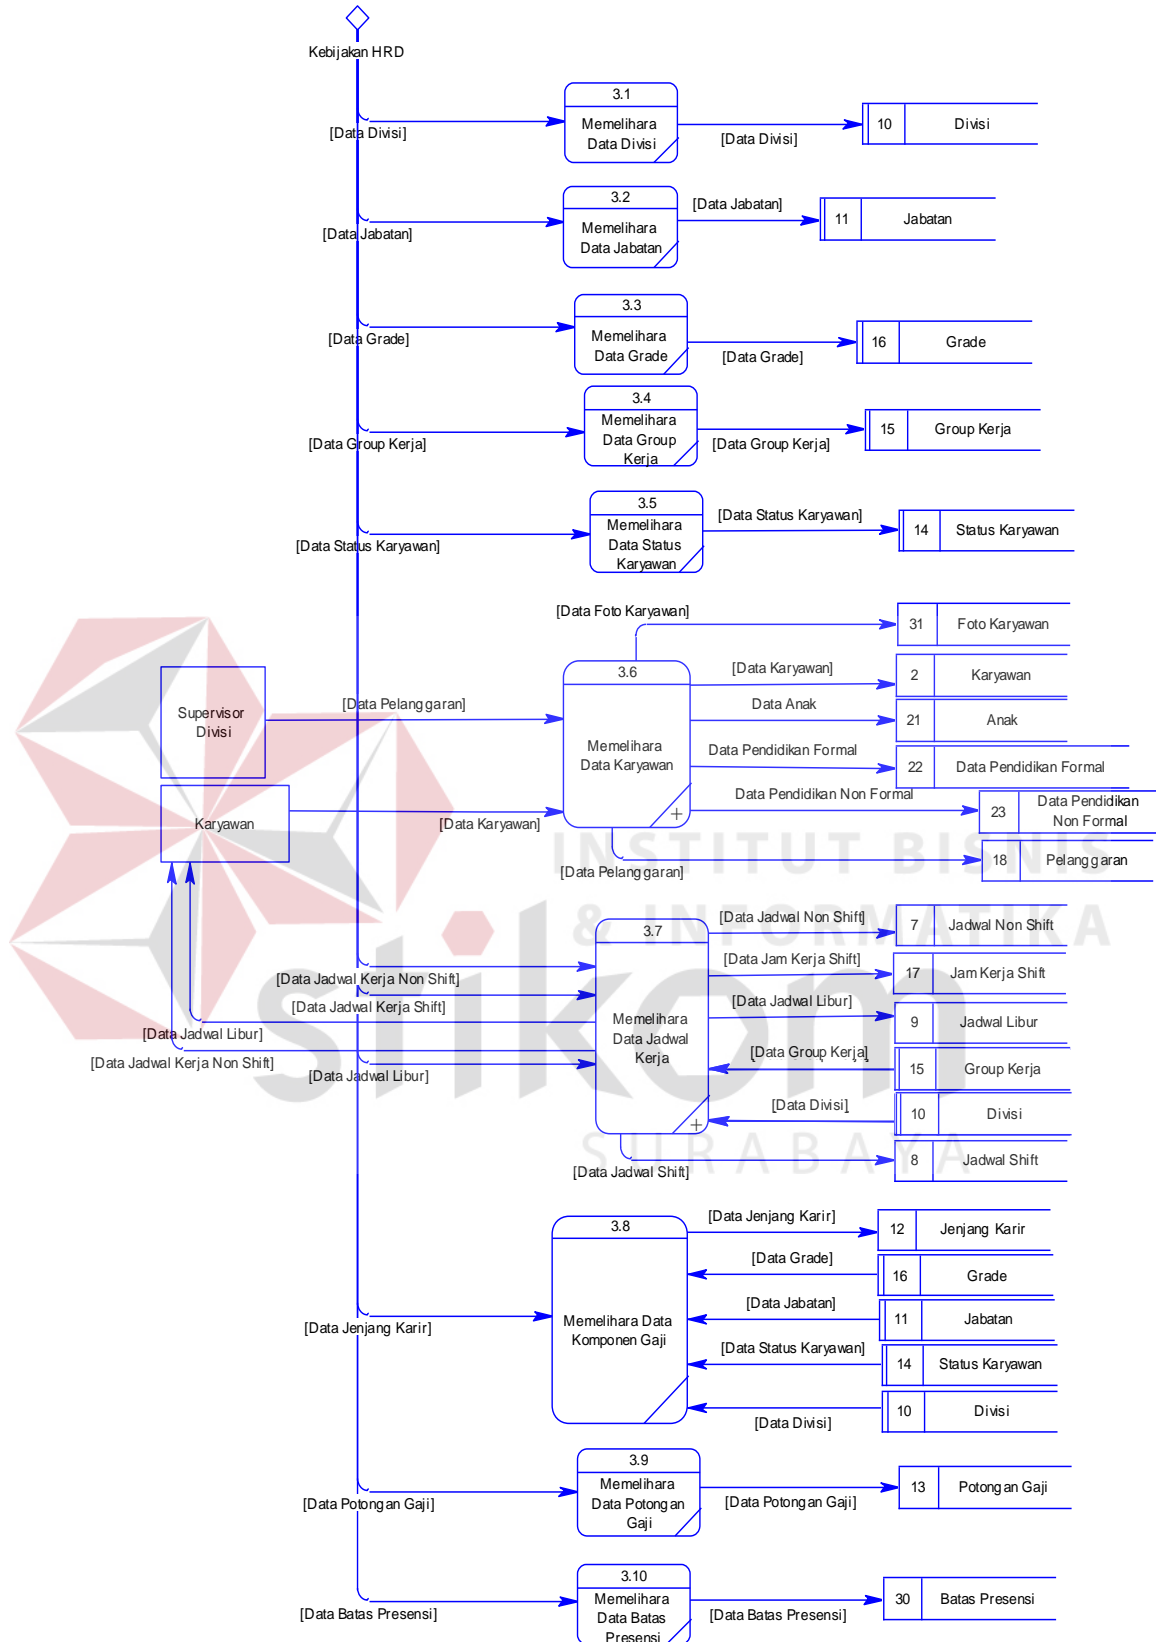 Kebijakan HRD
3.1
Memelihara
Data Divisi
[Data Divisi]
[Data Divisi]
10
Divisi
3.2
Memelihara
Data Jabatan
[Data Jabatan]
[Data Jabatan]
11
Jabatan
3.3
Memelihara
Data Grade
[Data Grade]
[Data Grade]
16
Grade
3.4
Memelihara
Data Group
Kerja
[Data Group Kerja]
[Data Group Kerja]
15
Group Kerja
3.5
Memelihara
Data Status
Karyawan
[Data Status Karyawan]
[Data Status Karyawan]
14
Status Karyawan
[Data Foto Karyawan]
31
Foto Karyawan
3.6
Memelihara
Data Karyawan
+
Supervisor
Divisi
[Data Pelanggaran]
Karyawan
[Data Karyawan]
[Data Karyawan]
2
Karyawan
Data Anak
21
Anak
Data Pendidikan Formal
22
Data Pendidikan Formal
Data Pendidikan Non Formal
23
Data Pendidikan
Non Formal
[Data Pelanggaran]
18
Pelanggaran
INSTITUT BISNIS
& INFORMATIKA
stikom
SURABAYA
3.7
Memelihara
Data Jadwal
Kerja
+
[Data Jadwal Kerja Non Shift]
[Data Jadwal Kerja Shift]
[Data Jadwal Libur]
[Data Jadwal Kerja Non Shift]
[Data Jadwal Libur]
[Data Jadwal Non Shift]
7
Jadwal Non Shift
[Data Jam Kerja Shift]
17
Jam Kerja Shift
[Data Jadwal Libur]
9
Jadwal Libur
[Data Group Kerja]
15
Group Kerja
[Data Divisi]
10
Divisi
[Data Jadwal Shift]
8
Jadwal Shift
3.8
Memelihara Data
Komponen Gaji
[Data Jenjang Karir]
[Data Jenjang Karir]
12
Jenjang Karir
[Data Grade]
16
Grade
[Data Jabatan]
11
Jabatan
[Data Status Karyawan]
14
Status Karyawan
[Data Divisi]
10
Divisi
3.9
Memelihara
Data Potongan
Gaji
[Data Potongan Gaji]
[Data Potongan Gaji]
13
Potongan Gaji
3.10
Memelihara
Data Batas
Presensi
[Data Batas Presensi]
[Data Batas Presensi]
30
Batas Presensi